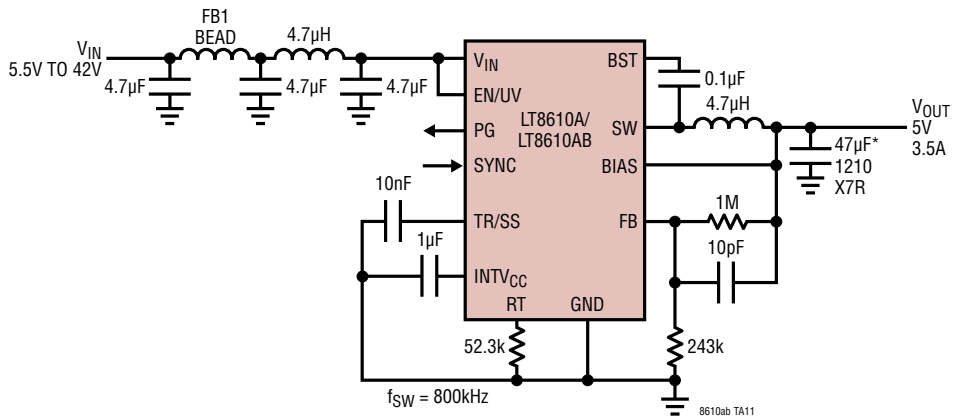 FB1
BEAD
4.7µH
VIN
5.5V TO 42V
4.7µF
4.7µF
4.7µF
VIN
EN/UV
PG
SYNC
TR/SS
INTVCC
RT
GND
BST
SW
BIAS
FB
LT8610A/
LT8610AB
0.1µF
4.7µH
VOUT
5V
3.5A
47µF*
1210
X7R
1M
10pF
10nF
1µF
52.3k
243k
fSW = 800kHz
8610ab TA11